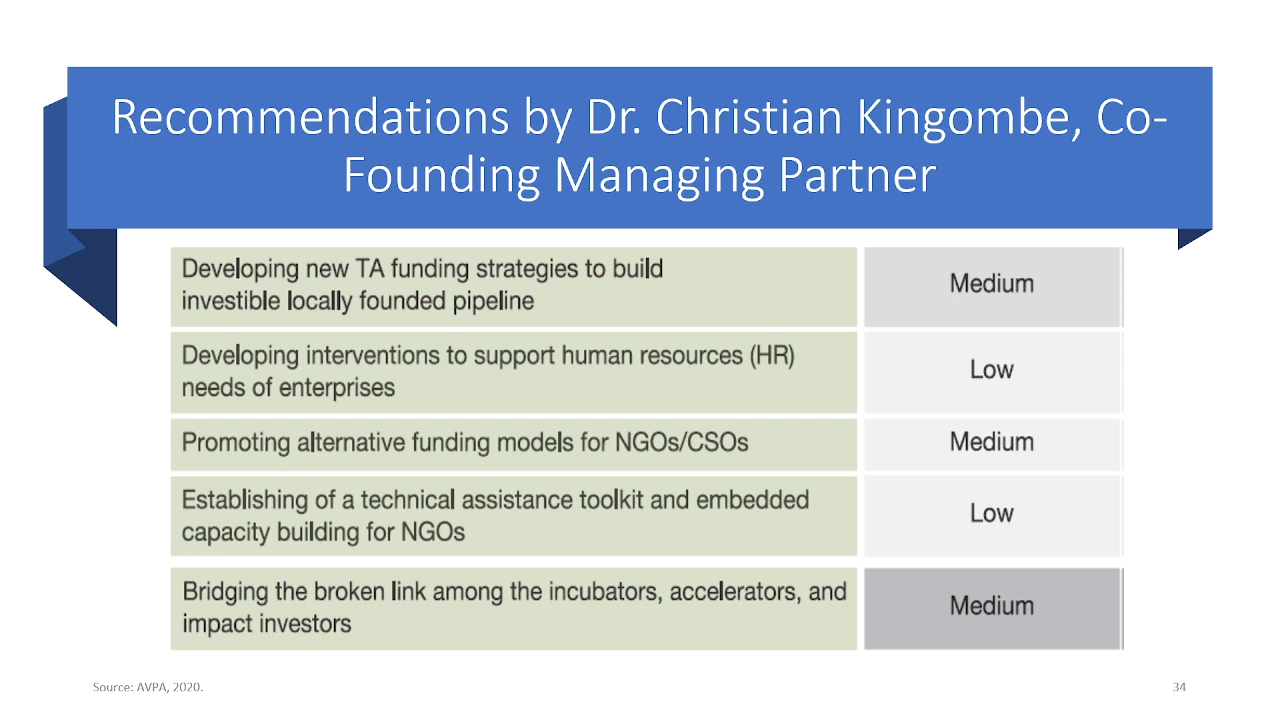 Recommendations by Dr. Christian Kingombe, Co-
Founding Managing Partner
Developing new TA funding strategies to build
investible locally founded pipeline
Medium
Developing interventions to support human resources (HR)
needs of enterprises
Low
Promoting alternative funding models for NGOs/CSOs
Medium
Establishing of a technical assistance toolkit and embedded
capacity building for NGOs
Low
Bridging the broken link among the incubators, accelerators, and
impact investors
Medium
Source: AVPA, 2020.
34